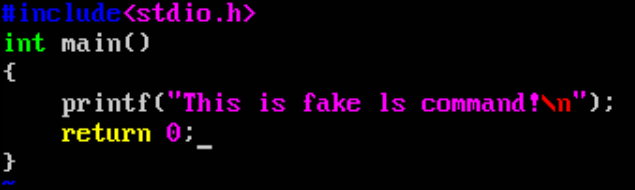 #include<stdio.h>
int main()
{
    printf("This is fake ls command!\n");
    return 0;_
}
~